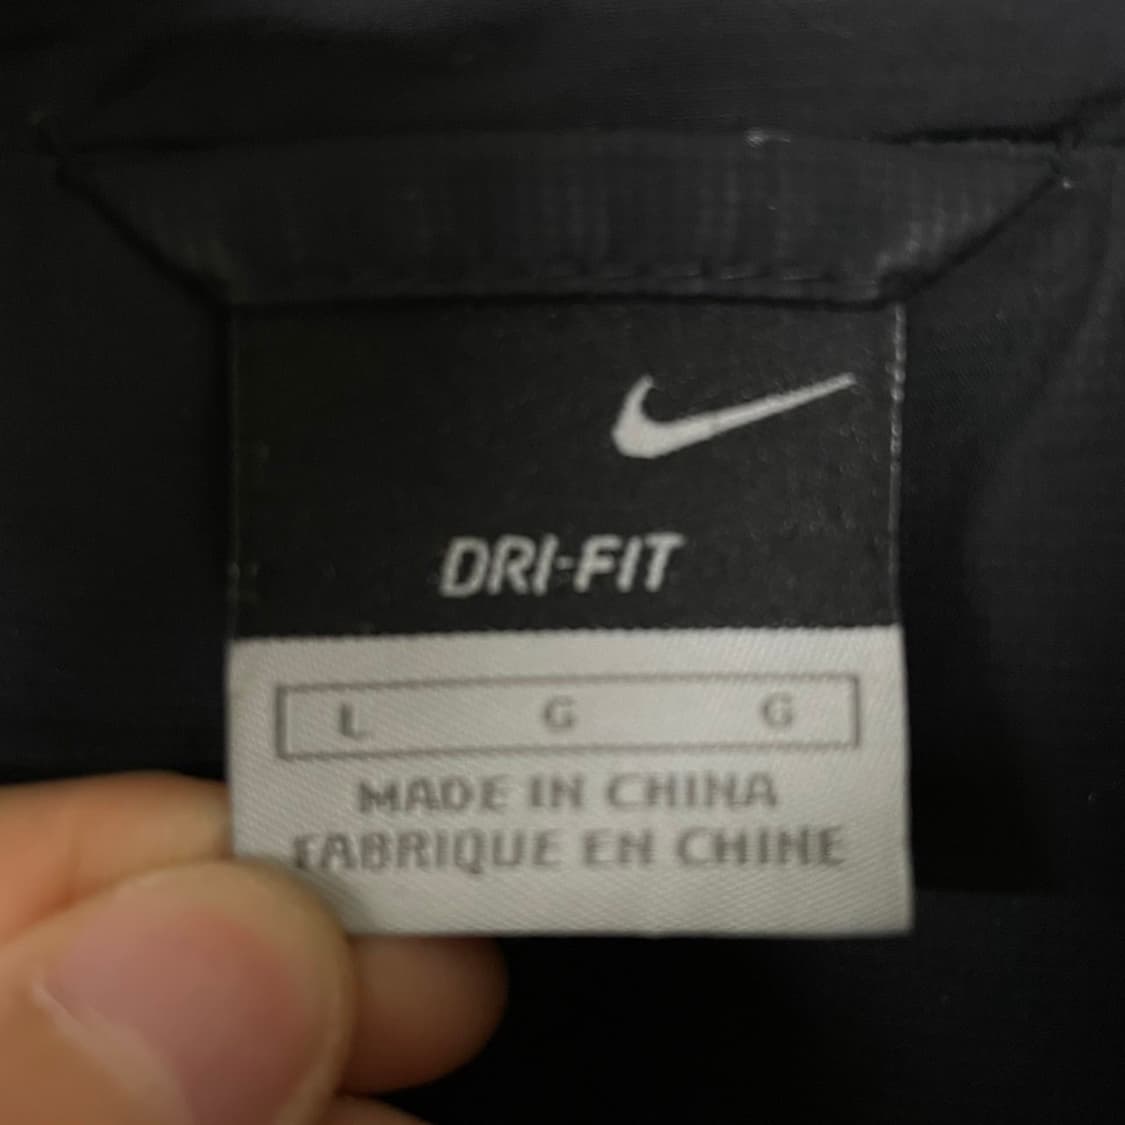 DRI-FIT
L G G
MADE IN CHINA
FABRIQUE EN CHINE